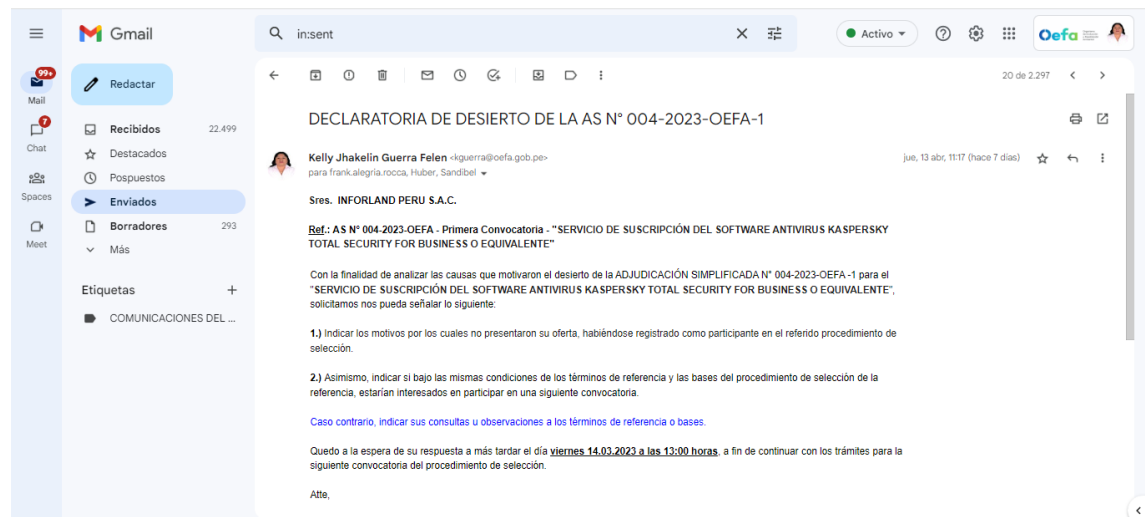 Gmail
in:sent
Activo
Oefa
99+
Mail
Redactar
20 de 2.297
Chat
Recibidos 22.499
DECLARATORIA DE DESIERTO DE LA AS N° 004-2023-OEFA-1
Destacados
Kelly Jhakelin Guerra Felen <kguerra@oefa.gob.pe>
jue, 13 abr, 11:17 (hace 7 días)
para frank.alegria.rocca, Huber, Sandibel
Pospuestos
Spaces
Enviados
Sres. INFORLAND PERU S.A.C.
Borradores 293
Meet
Más
Ref.: AS N° 004-2023-OEFA - Primera Convocatoria - "SERVICIO DE SUSCRIPCIÓN DEL SOFTWARE ANTIVIRUS KASPERSKY
TOTAL SECURITY FOR BUSINESS O EQUIVALENTE"
Etiquetas
COMUNICACIONES DEL ...
Con la finalidad de analizar las causas que motivaron el desierto de la ADJUDICACIÓN SIMPLIFICADA N° 004-2023-OEFA -1 para el
"SERVICIO DE SUSCRIPCIÓN DEL SOFTWARE ANTIVIRUS KASPERSKY TOTAL SECURITY FOR BUSINESS O EQUIVALENTE",
solicitamos nos pueda señalar lo siguiente:
1.) Indicar los motivos por los cuales no presentaron su oferta, habiéndose registrado como participante en el referido procedimiento de
selección.
2.) Asimismo, indicar si bajo las mismas condiciones de los términos de referencia y las bases del procedimiento de selección de la
referencia, estarían interesados en participar en una siguiente convocatoria.
Caso contrario, indicar sus consultas u observaciones a los términos de referencia o bases.
Quedo a la espera de su respuesta a más tardar el día viernes 14.03.2023 a las 13:00 horas, a fin de continuar con los trámites para la
siguiente convocatoria del procedimiento de selección.
Atte,